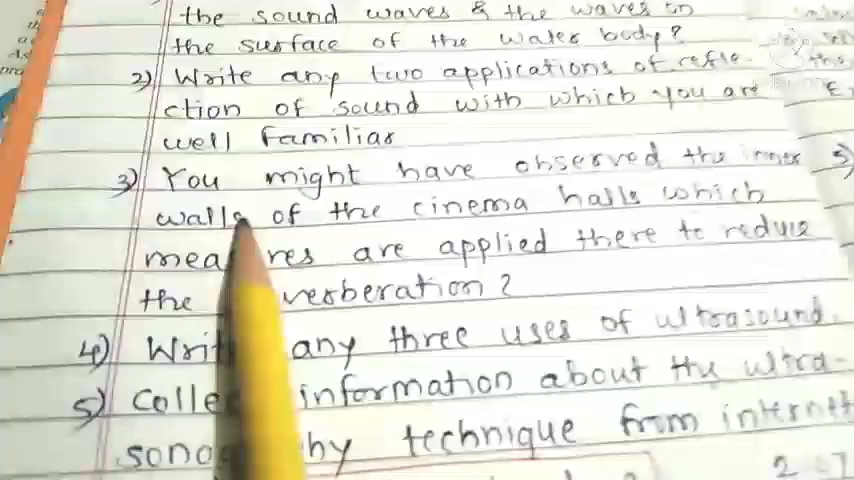 the sound waves & the waves on
the surface of the water body?
2) Write any two applications of refle-
ction of sound with which you are
well familiar
3) You might have observed the inner
walls of the cinema halls which
mea res are applied there to reduce
the verberation?
4) Writ any three uses of ultrasound.
5) Colle information about the ultra-
sono hy technique from internet